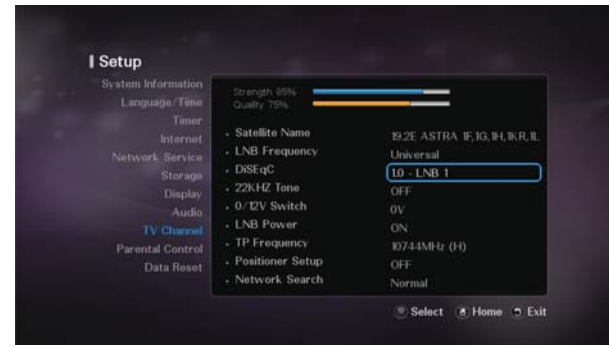 Setup
System Information
Language/Time
Timer
Internet
Network Service
Storage
Display
Audio
TV Channel
Parental Control
Data Reset
Strength 85%
Quality 75%
Satellite Name 19.2E ASTRA 1F,1G,1H,1KR,1L
LNB Frequency Universal
DiSEqC 1.0 - LNB 1
22KHZ Tone OFF
0/12V Switch 0V
LNB Power ON
TP Frequency 10744MHz (H)
Positioner Setup OFF
Network Search Normal
Select Home Exit